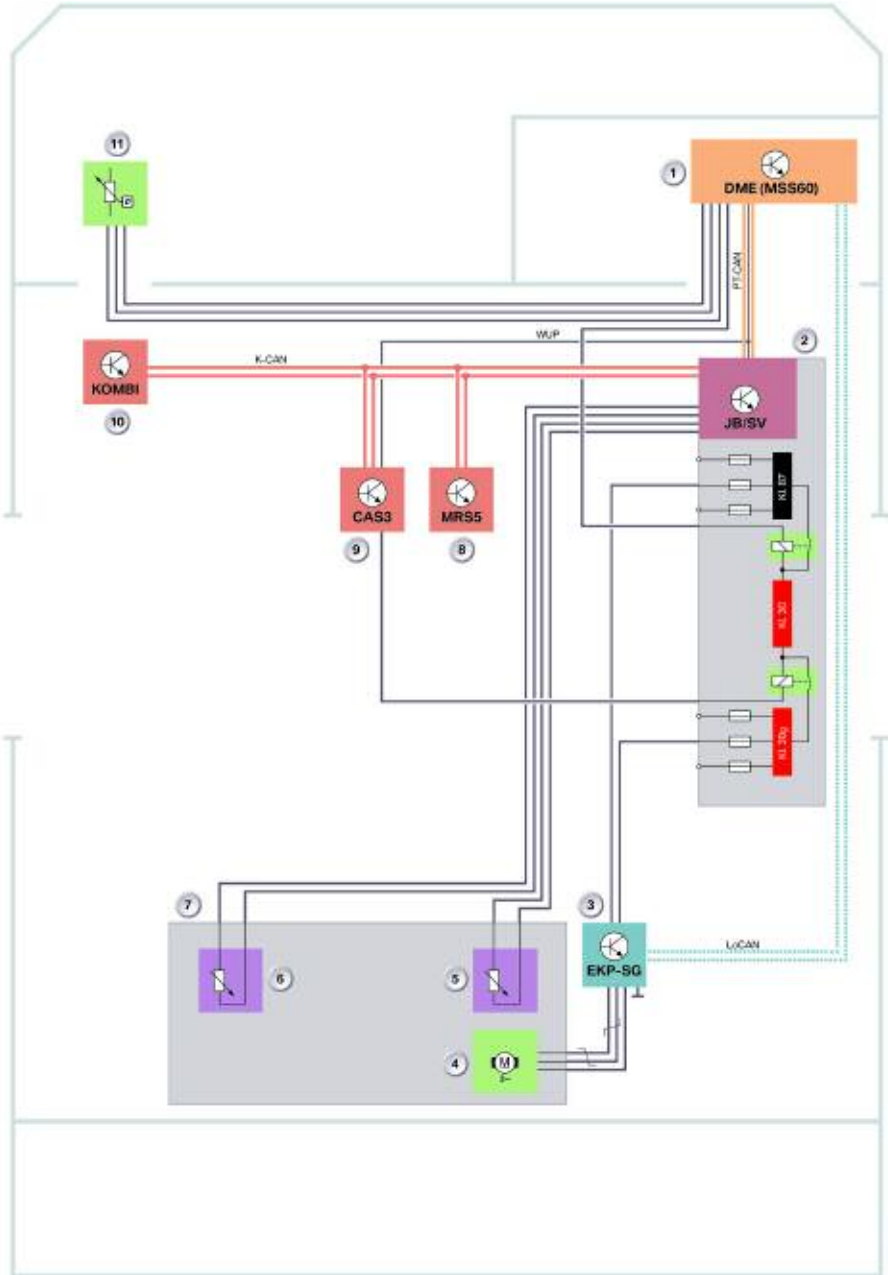 11
1
DME (MSS60)
PT-CAN
WUP
2
K-CAN
KOMBI
10
JB/SV
Kl. 87
CAS3
MRS5
9
8
Kl. 30
Kl. 30g
7
3
LoCAN
EKP-SG
6
5
4
M
P